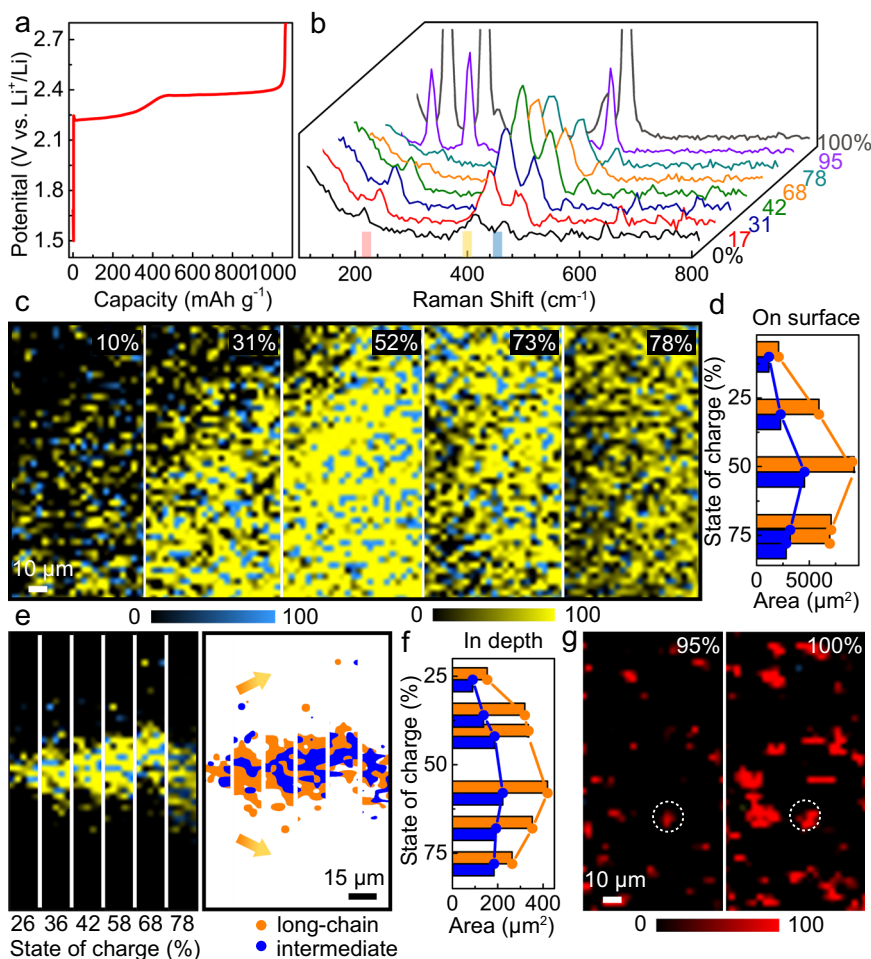 a
2.7
2.4
2.1
1.8
1.5
Potenital (V vs. Li⁺/Li)
0 200 400 600 800 1000
Capacity (mAh g⁻¹)
b
100%
95
78
68
42
31
17
0%
200 400 600 800
Raman Shift (cm⁻¹)
c
10% 31% 52% 73% 78%
10 µm
0 100 0 100
d
On surface
State of charge (%)
25
50
75
0 5000
Area (µm²)
e
26 36 42 58 68 78
State of charge (%)
15 µm
long-chain
intermediate
f
In depth
State of charge (%)
25
50
75
0 200 400
Area (µm²)
g
95% 100%
10 µm
0 100